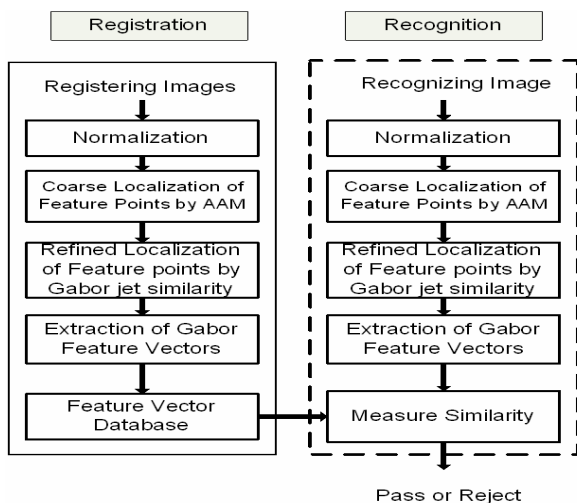 Registration
Registering Images
Normalization
Coarse Localization of
Feature Points by AAM
Refined Localization
of Feature points by
Gabor jet similarity
Extraction of Gabor
Feature Vectors
Feature Vector
Database
Recognition
Recognizing Image
Normalization
Coarse Localization of
Feature Points by AAM
Refined Localization
of Feature points by
Gabor jet similarity
Extraction of Gabor
Feature Vectors
Measure Similarity
Pass or Reject